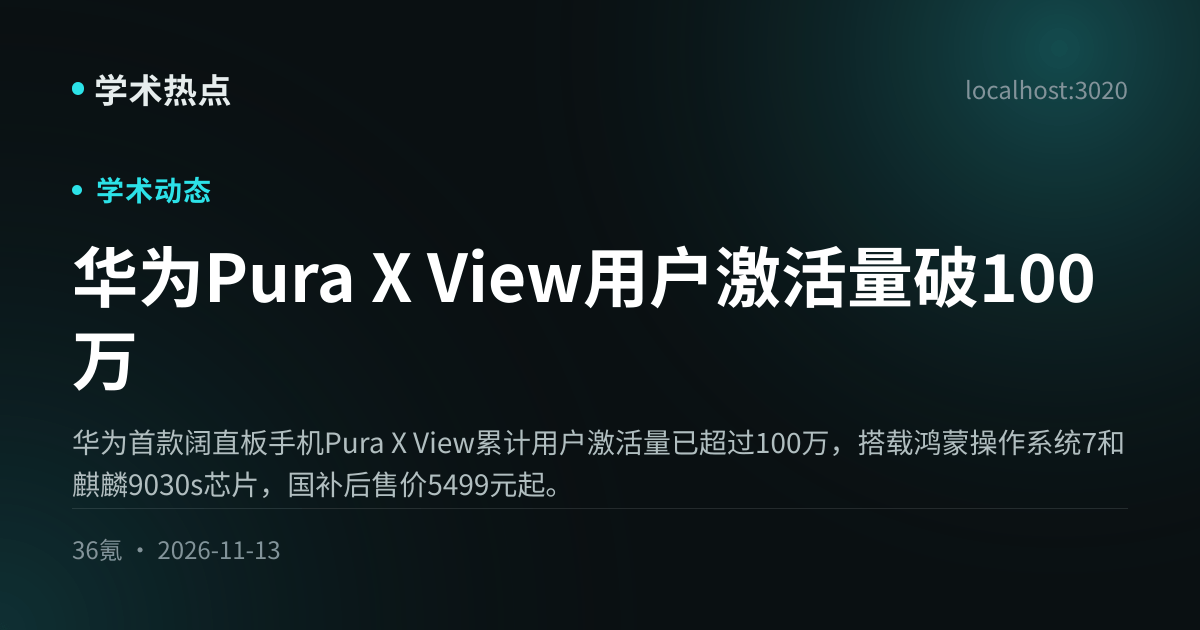 学术热点
localhost:3020
学术动态
华为Pura X View用户激活量破100
万
华为首款阔直板手机Pura X View累计用户激活量已超过100万，搭载鸿蒙操作系统7和
麒麟9030s芯片，国补后售价5499元起。
36氪 · 2026-11-13